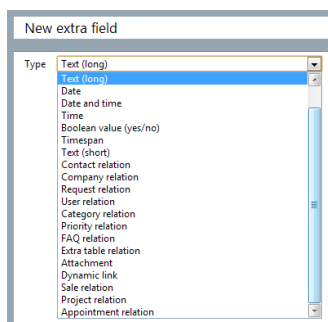 New extra field
Type Text (long)
Text (long)
Date
Date and time
Time
Boolean value (yes/no)
Timespan
Text (short)
Contact relation
Company relation
Request relation
User relation
Category relation
Priority relation
FAQ relation
Extra table relation
Attachment
Dynamic link
Sale relation
Project relation
Appointment relation